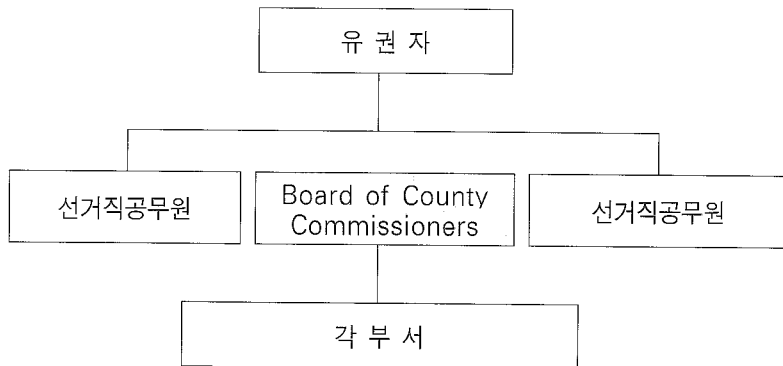 유 권 자
선거직공무원
Board of County
Commissioners
선거직공무원
각 부 서